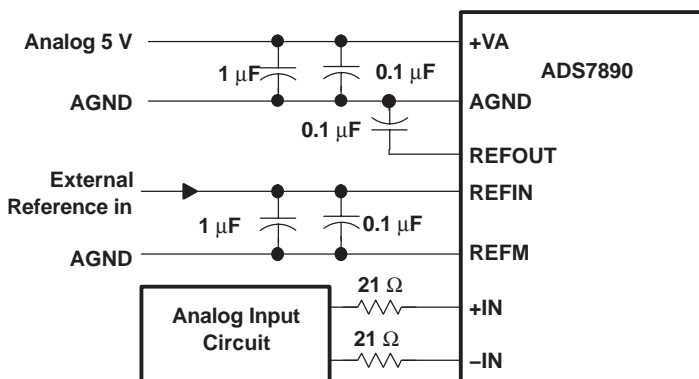 Analog 5 V
+VA
1 µF
0.1 µF
ADS7890
AGND
AGND
0.1 µF
REFOUT
External
Reference in
REFIN
1 µF
0.1 µF
AGND
REFM
21 Ω
+IN
Analog Input
Circuit
21 Ω
–IN